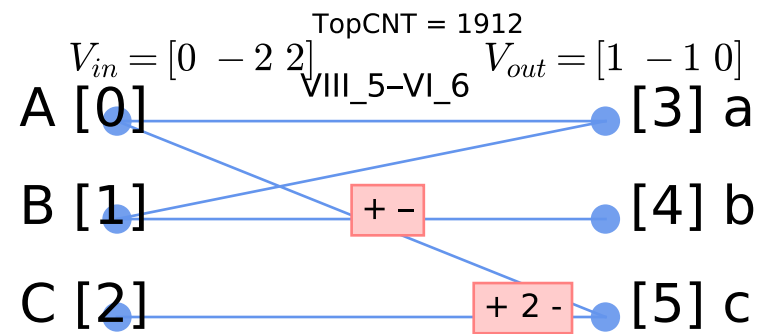 TopCNT = 1912
V_in = [0 −2 2] V_out = [1 −1 0]
VIII_5–VI_6
A [0] [3] a
B [1] + – [4] b
C [2] + 2 - [5] c